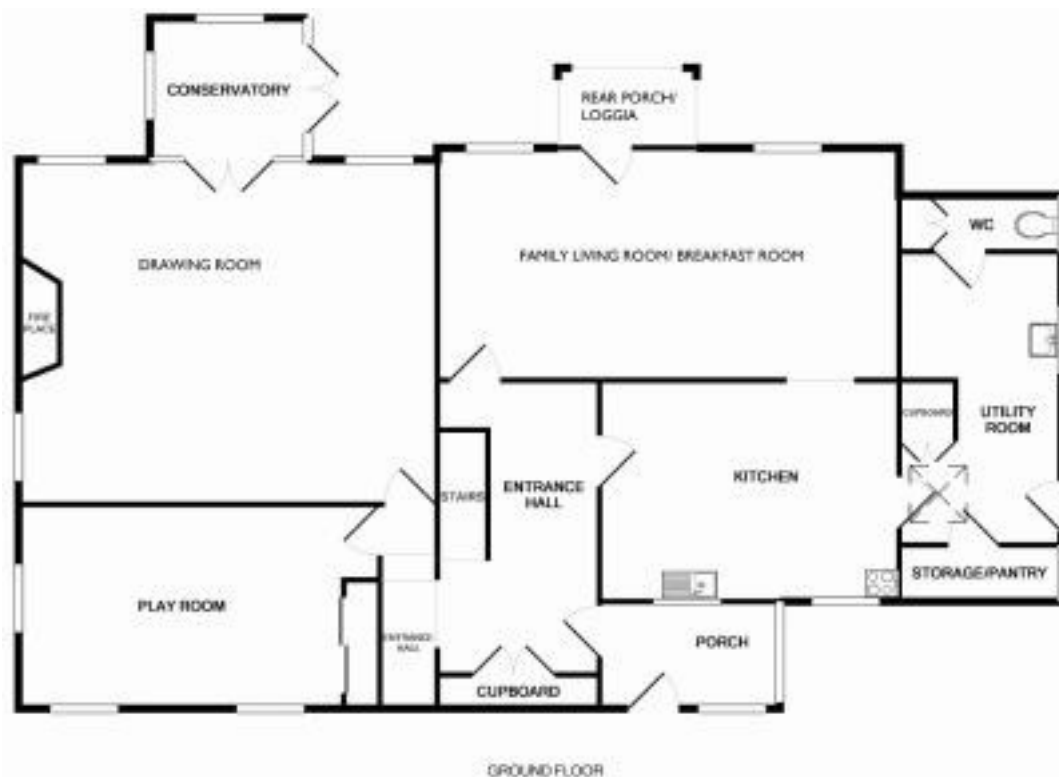 CONSERVATORY
REAR PORCH/
LOGGIA
WC
DRAWING ROOM
FAMILY LIVING ROOM/ BREAKFAST ROOM
FIRE
PLACE
CUPBOARD
UTILITY
ROOM
STAIRS
ENTRANCE
HALL
KITCHEN
STORAGE/PANTRY
PLAY ROOM
ENTRANCE
HALL
PORCH
CUPBOARD
GROUND FLOOR